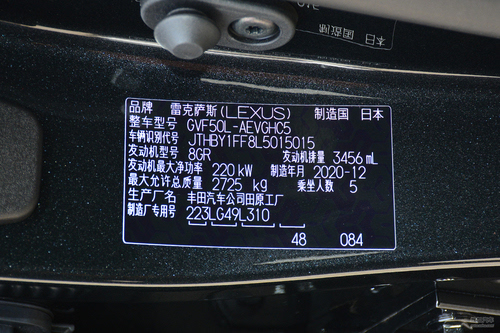 品牌 雷克萨斯(LEXUS) 制造国 日本
整车型号 GVF50L-AEVGHC5
车辆识别代号 JTHBY1FF8L5015015
发动机型号 8GR 发动机排量 3456 mL
发动机最大净功率 220 kW 制造年月 2020-12
最大允许总质量 2725 kg 乘坐人数 5
生产厂名 丰田汽车公司田原工厂
制造厂专用号 223LG49L310
48 084